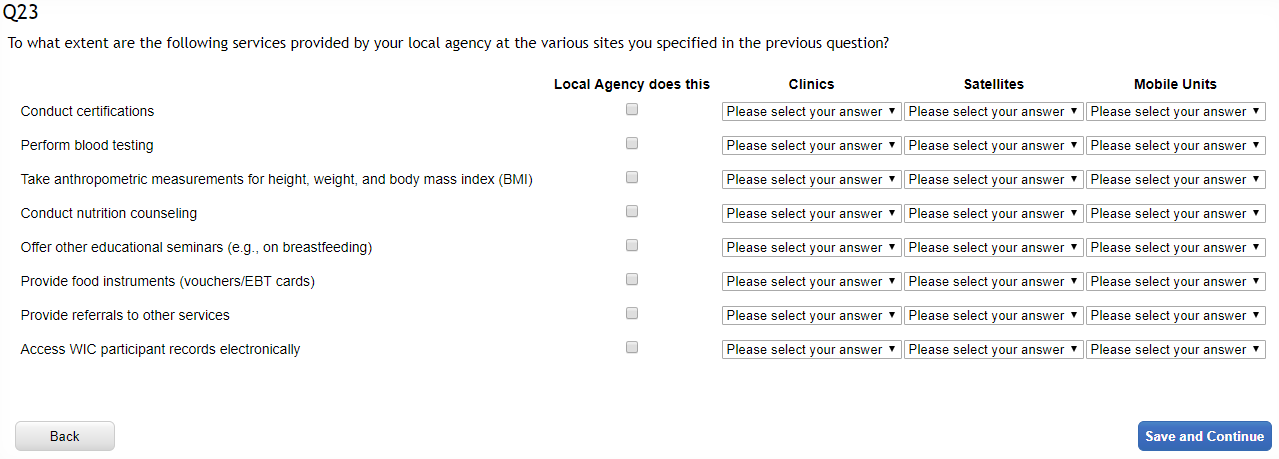 Q23
To what extent are the following services provided by your local agency at the various sites you specified in the previous question?
Local Agency does this Clinics Satellites Mobile Units
Conduct certifications Please select your answer Please select your answer Please select your answer
Perform blood testing Please select your answer Please select your answer Please select your answer
Take anthropometric measurements for height, weight, and body mass index (BMI) Please select your answer Please select your answer Please select your answer
Conduct nutrition counseling Please select your answer Please select your answer Please select your answer
Offer other educational seminars (e.g., on breastfeeding) Please select your answer Please select your answer Please select your answer
Provide food instruments (vouchers/EBT cards) Please select your answer Please select your answer Please select your answer
Provide referrals to other services Please select your answer Please select your answer Please select your answer
Access WIC participant records electronically Please select your answer Please select your answer Please select your answer
Back Save and Continue